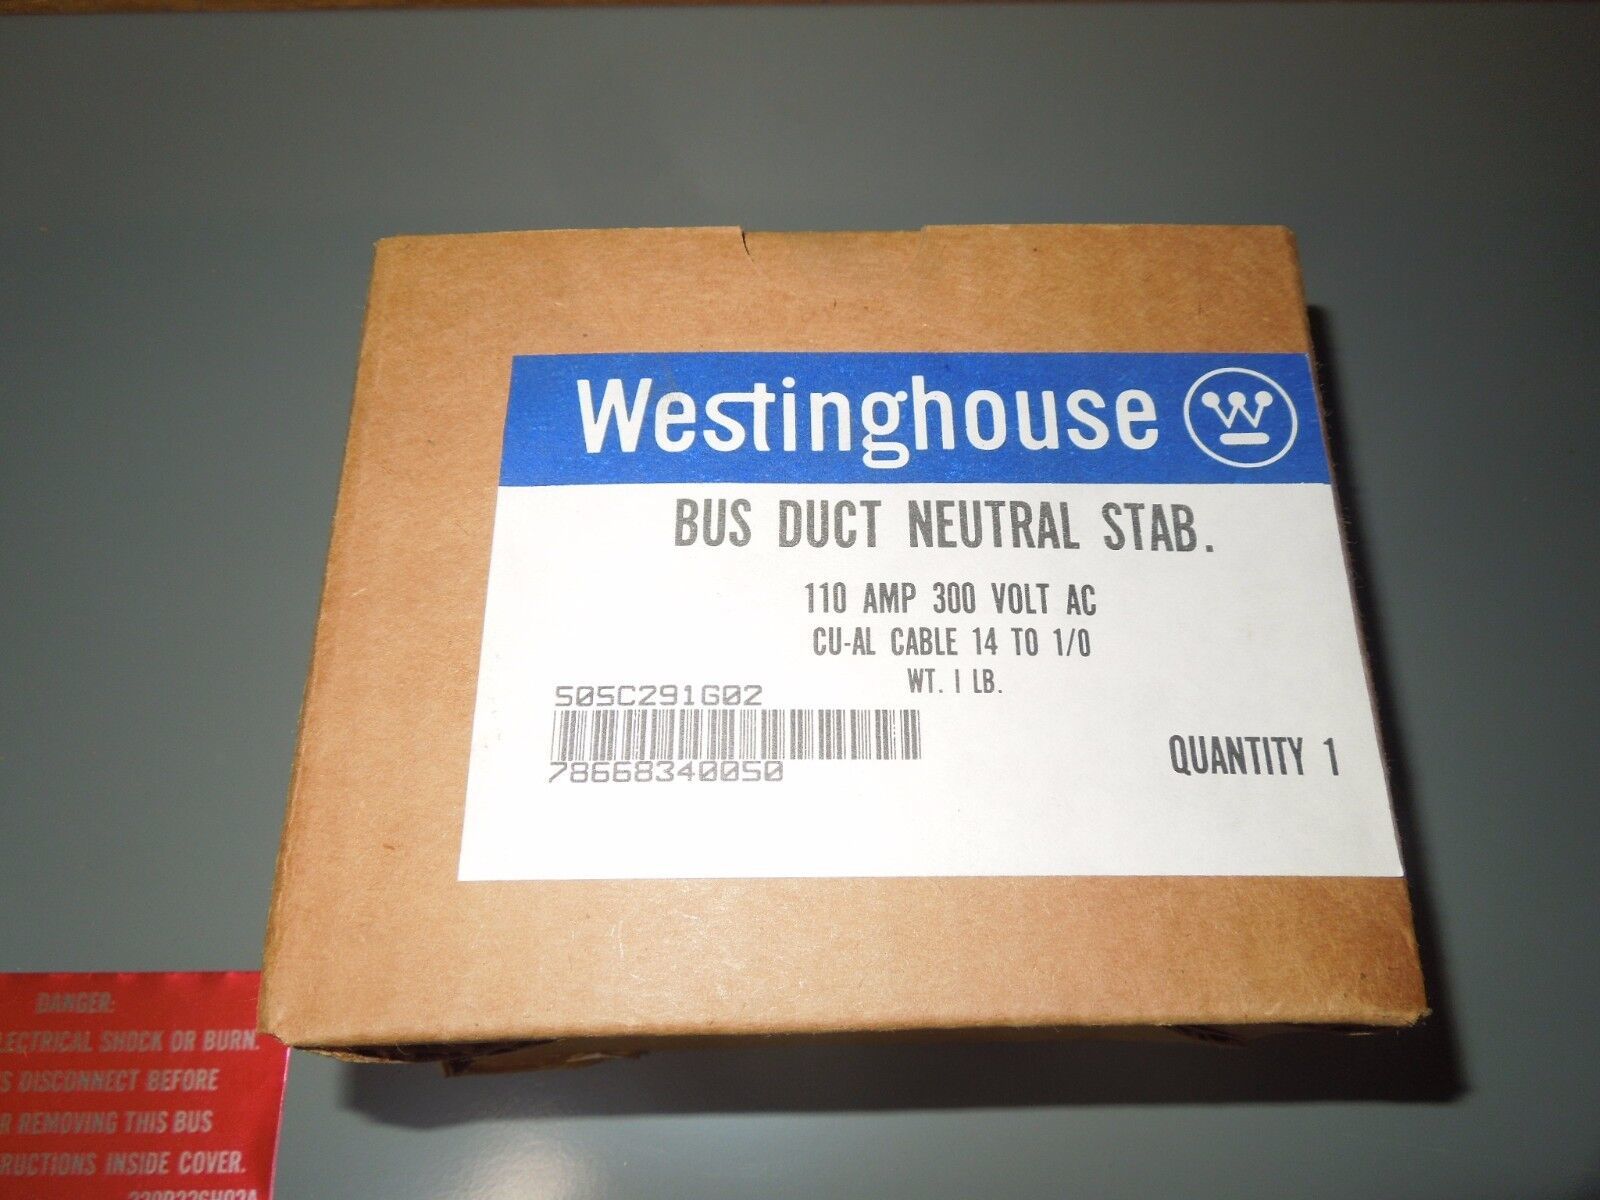 Westinghouse W
BUS DUCT NEUTRAL STAB.
110 AMP 300 VOLT AC
CU-AL CABLE 14 TO 1/0
WT. 1 LB.
505C291G02
78668340050
QUANTITY 1
DANGER:
ELECTRICAL SHOCK OR BURN.
DISCONNECT BEFORE
REMOVING THIS BUS
INSIDE COVER.